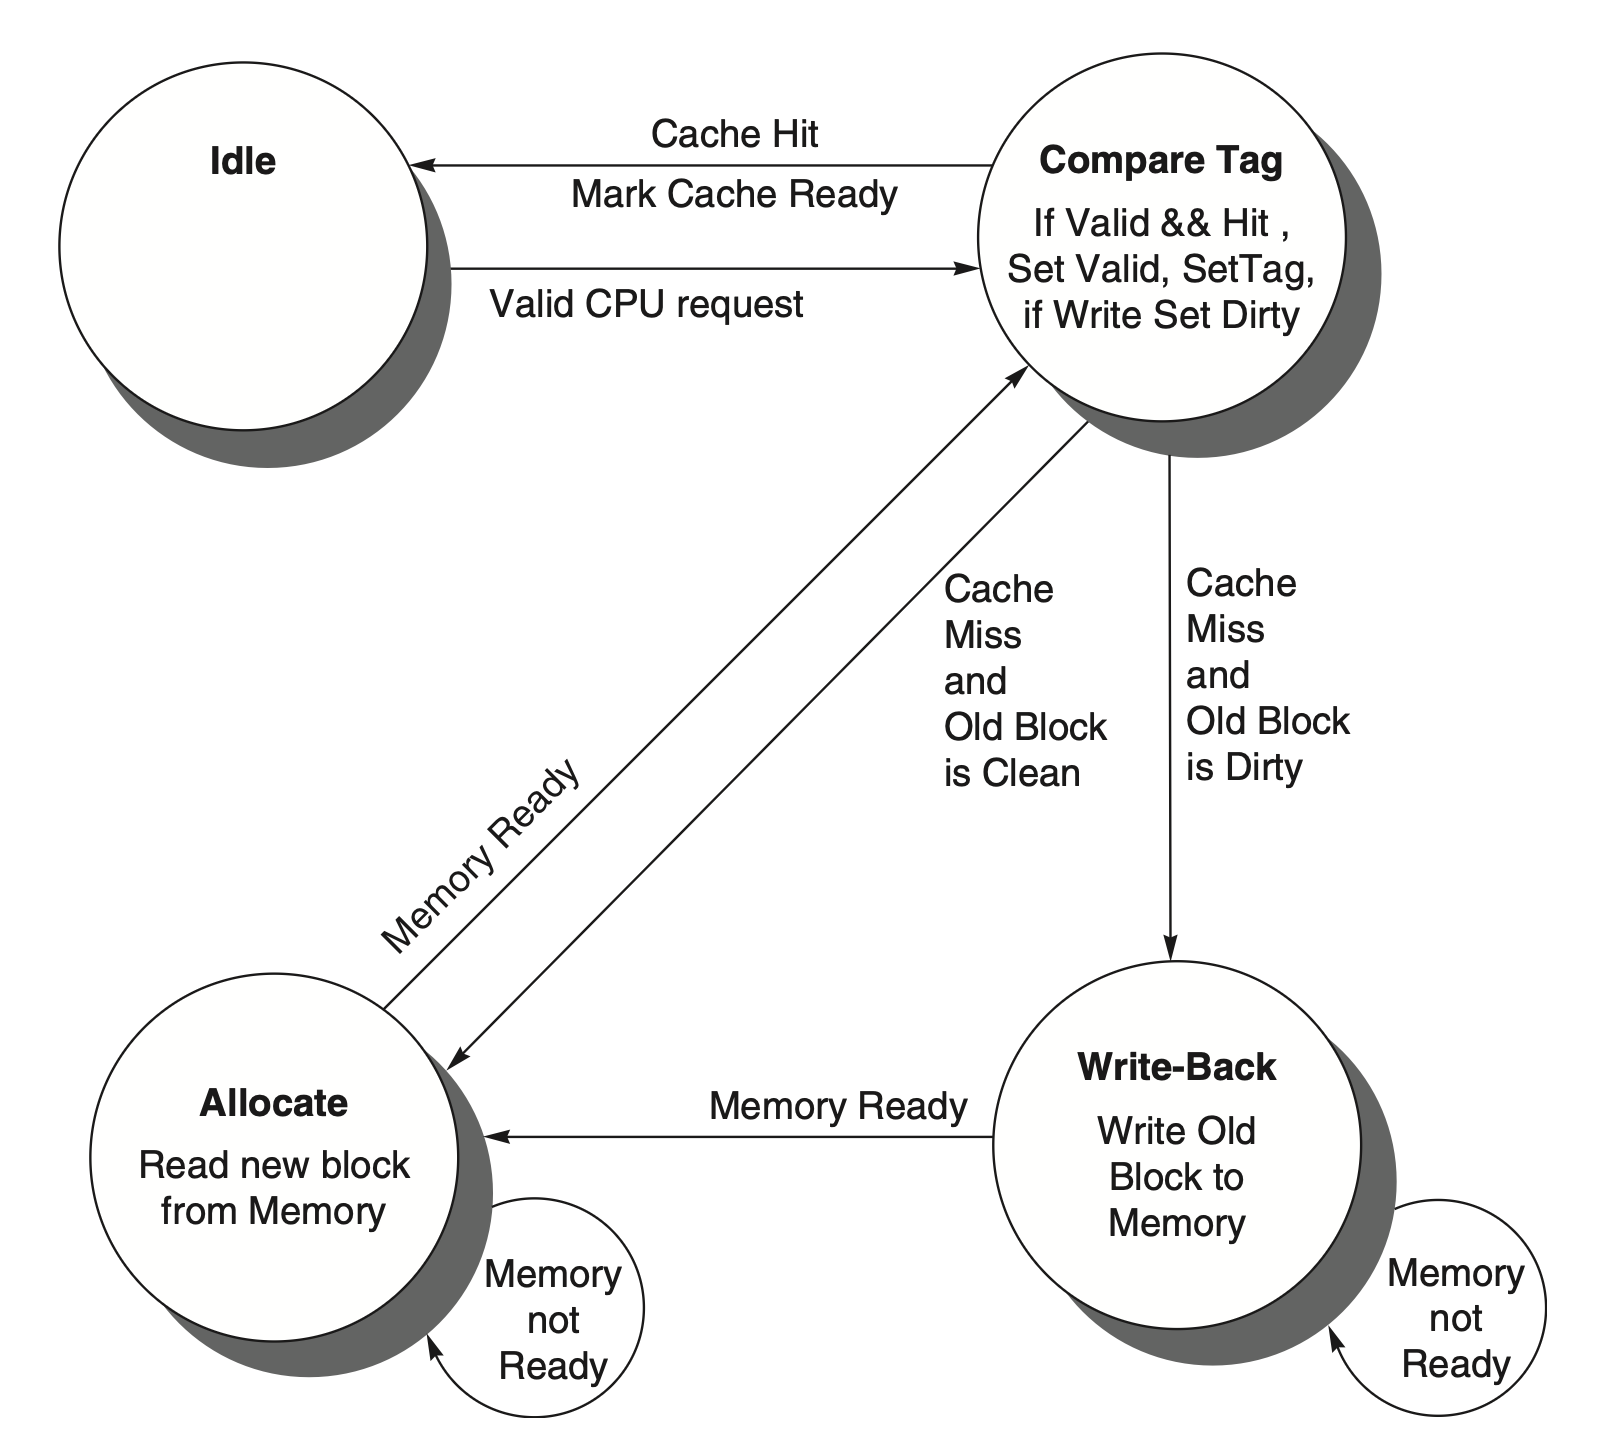 Idle
Cache Hit
Mark Cache Ready
Valid CPU request
Compare Tag
If Valid && Hit ,
Set Valid, SetTag,
if Write Set Dirty
Memory Ready
Cache
Miss
and
Old Block
is Clean
Cache
Miss
and
Old Block
is Dirty
Allocate
Read new block
from Memory
Memory
not
Ready
Memory Ready
Write-Back
Write Old
Block to
Memory
Memory
not
Ready